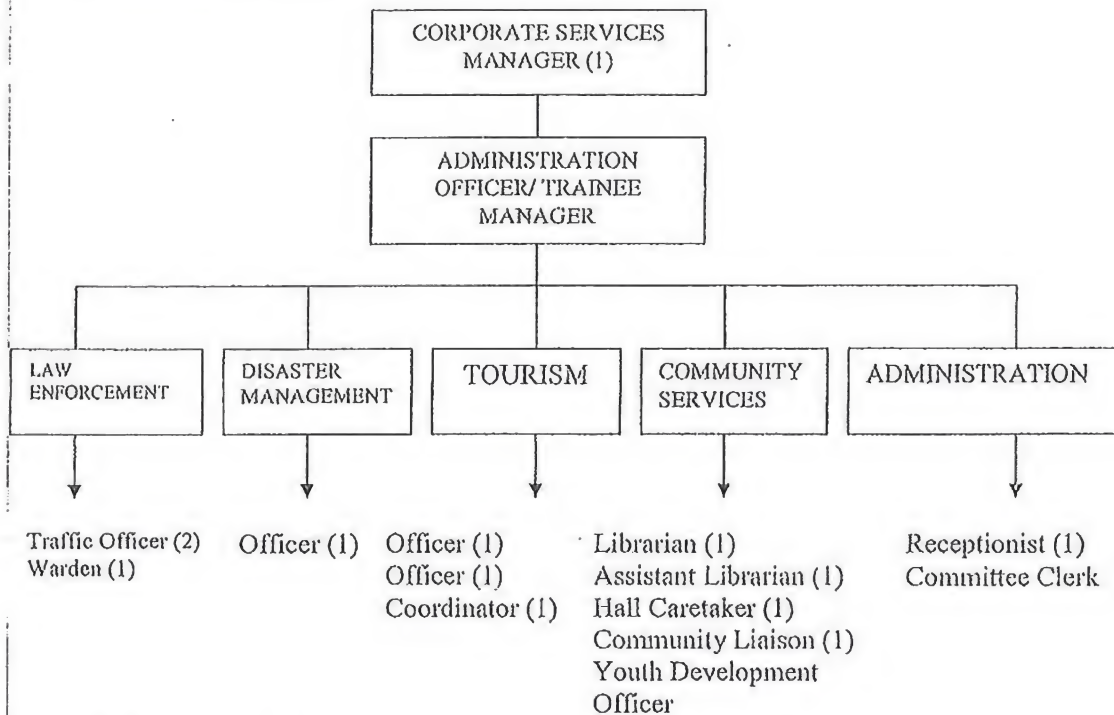 CORPORATE SERVICES
MANAGER (1)
ADMINISTRATION
OFFICER/ TRAINEE
MANAGER
LAW
ENFORCEMENT
DISASTER
MANAGEMENT
TOURISM
COMMUNITY
SERVICES
ADMINISTRATION
Traffic Officer (2)
Warden (1)
Officer (1)
Officer (1)
Officer (1)
Coordinator (1)
Librarian (1)
Assistant Librarian (1)
Hall Caretaker (1)
Community Liaison (1)
Youth Development
Officer
Receptionist (1)
Committee Clerk